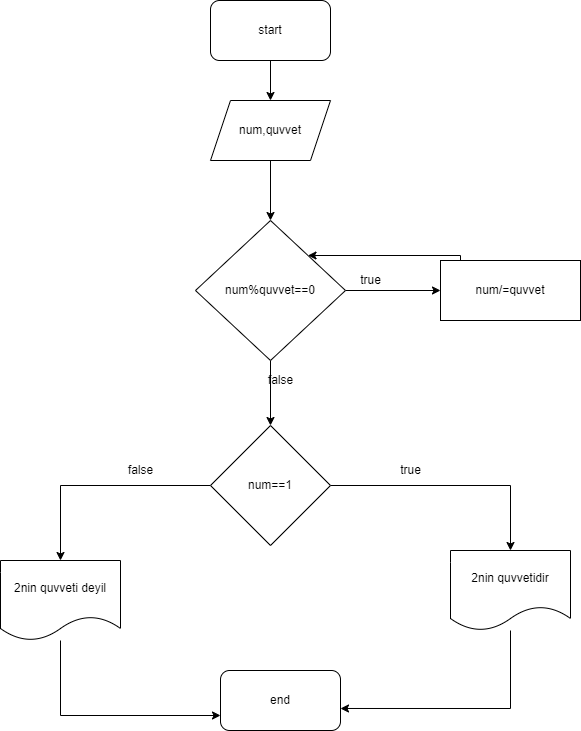 start
num,quvvet
num%quvvet==0
true
num/=quvvet
false
num==1
false
true
2nin quvveti deyil
2nin quvvetidir
end